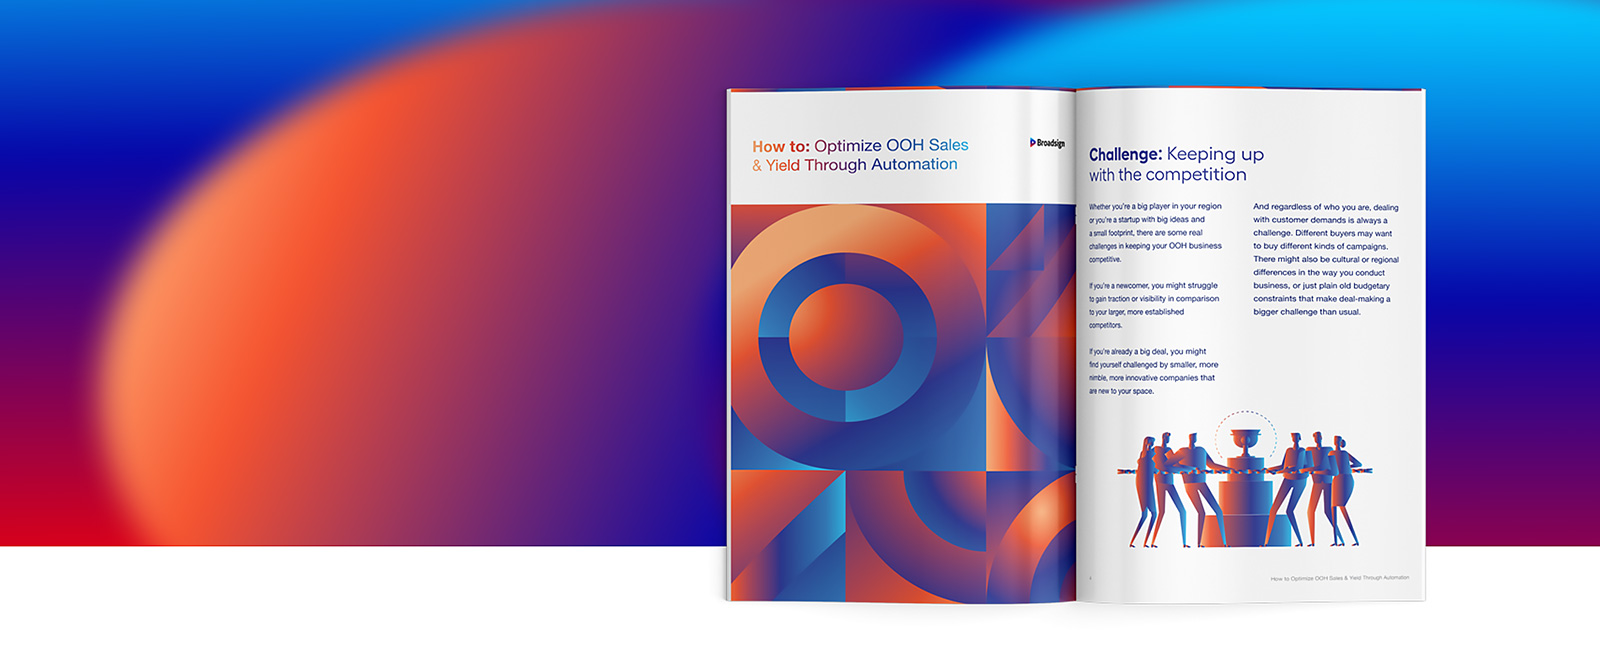 How to: Optimize OOH Sales
& Yield Through Automation
Broadsign
Challenge: Keeping up
with the competition
Whether you're a big player in your region
or you're a startup with big ideas and
a small footprint, there are some real
challenges in keeping your OOH business
competitive.
If you're a newcomer, you might struggle
to gain traction or visibility in comparison
to your larger, more established
competitors.
If you're already a big deal, you might
find yourself challenged by smaller, more
nimble, more innovative companies that
are new to your space.
And regardless of who you are, dealing
with customer demands is always a
challenge. Different buyers may want
to buy different kinds of campaigns.
There might also be cultural or regional
differences in the way you conduct
business, or just plain old budgetary
constraints that make deal-making a
bigger challenge than usual.
How to Optimize OOH Sales & Yield Through Automation